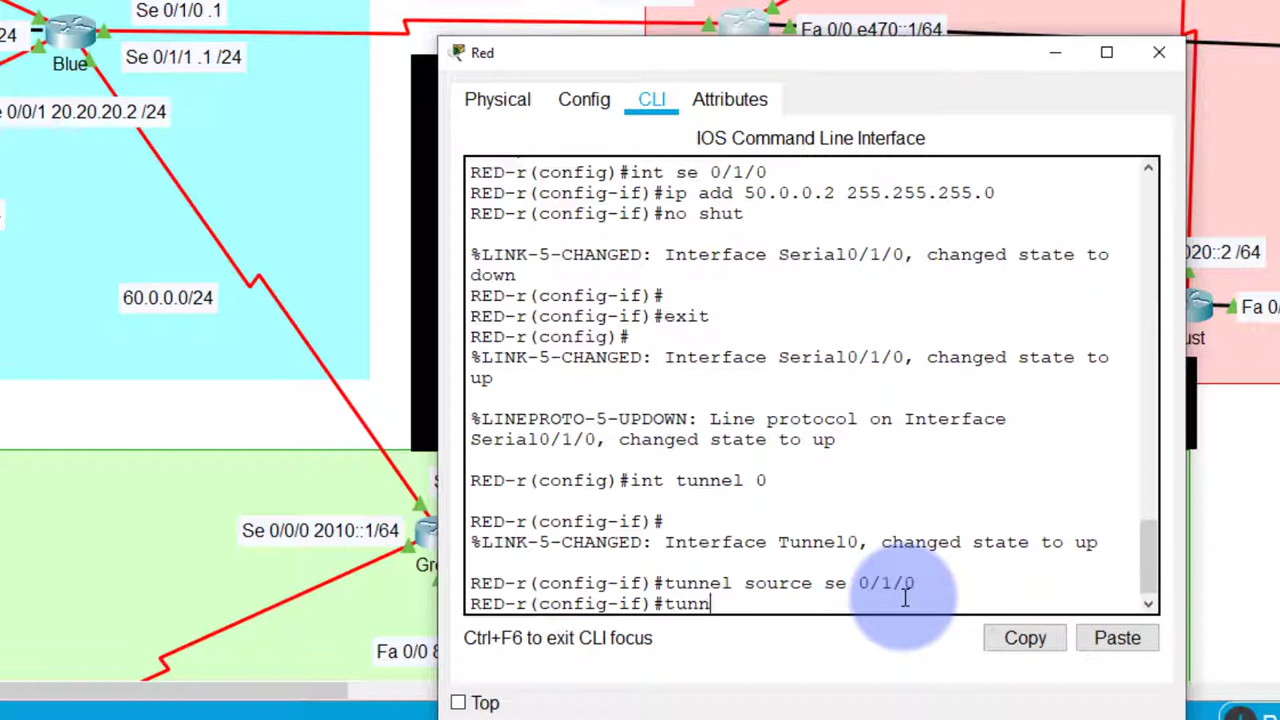 Se 0/1/0 .1
24
Blue
Se 0/1/1 .1 /24
0/0/1 20.20.20.2 /24
60.0.0.0/24
Se 0/0/0 2010::1/64
Fa 0/0
Fa 0/0 e470::1/64
020::2 /64
Fa 0/
ust
Red
Physical
Config
CLI
Attributes
IOS Command Line Interface
RED-r(config)#int se 0/1/0
RED-r(config-if)#ip add 50.0.0.2 255.255.255.0
RED-r(config-if)#no shut
%LINK-5-CHANGED: Interface Serial0/1/0, changed state to
down
RED-r(config-if)#
RED-r(config-if)#exit
RED-r(config)#
%LINK-5-CHANGED: Interface Serial0/1/0, changed state to
up
%LINEPROTO-5-UPDOWN: Line protocol on Interface
Serial0/1/0, changed state to up
RED-r(config)#int tunnel 0
RED-r(config-if)#
%LINK-5-CHANGED: Interface Tunnel0, changed state to up
RED-r(config-if)#tunnel source se 0/1/0
RED-r(config-if)#tunn
Ctrl+F6 to exit CLI focus
Copy
Paste
Top